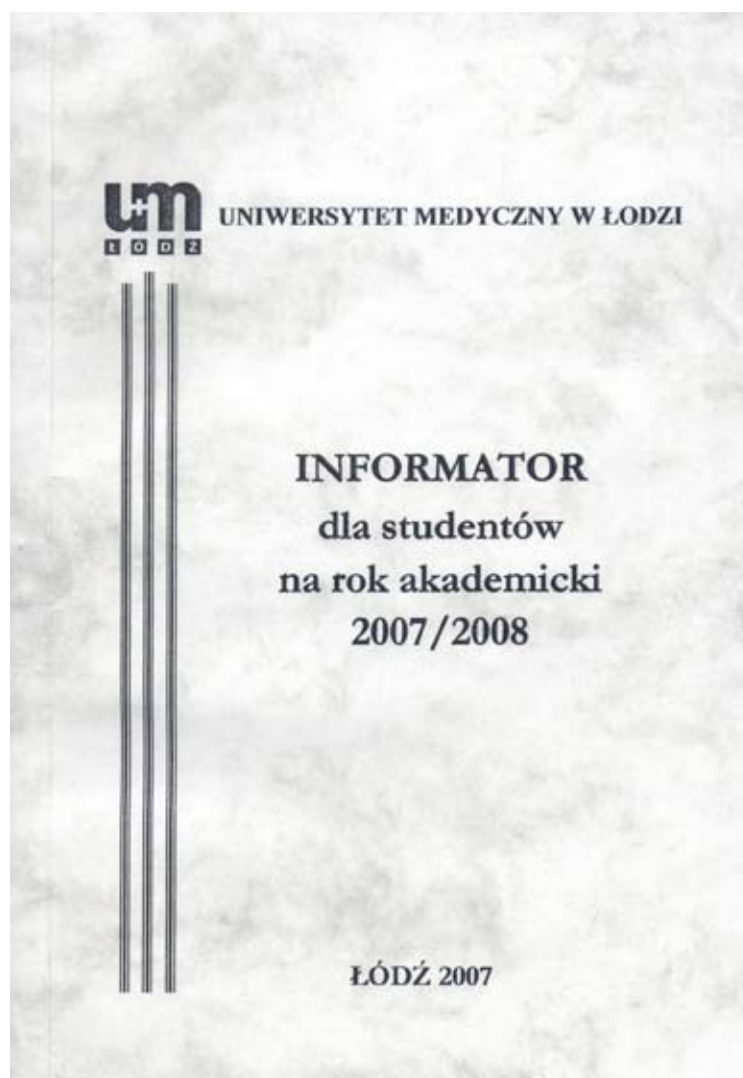 um
ŁÓDŹ
UNIWERSYTET MEDYCZNY W ŁODZI
INFORMATOR
dla studentów
na rok akademicki
2007/2008
ŁÓDŹ 2007